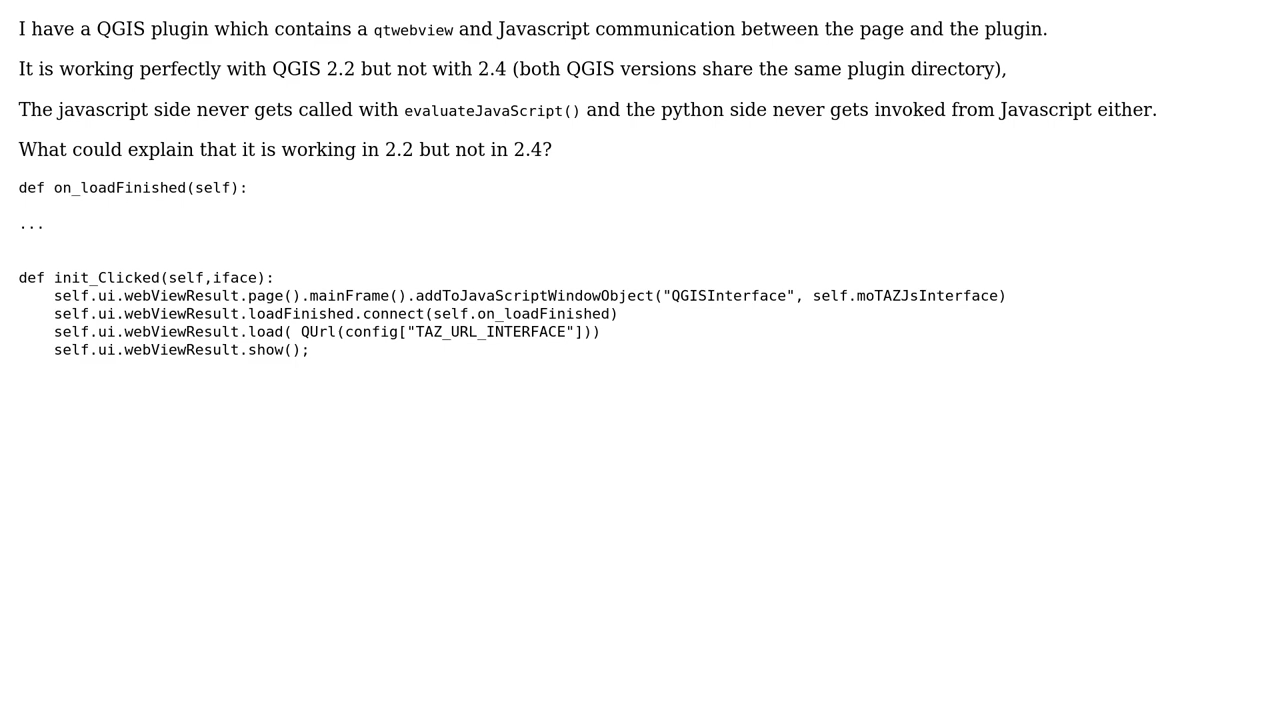 I have a QGIS plugin which contains a qtwebview and Javascript communication between the page and the plugin.
It is working perfectly with QGIS 2.2 but not with 2.4 (both QGIS versions share the same plugin directory),
The javascript side never gets called with evaluateJavaScript() and the python side never gets invoked from Javascript either.
What could explain that it is working in 2.2 but not in 2.4?
def on_loadFinished(self):
...
def init_Clicked(self,iface):
    self.ui.webViewResult.page().mainFrame().addToJavaScriptWindowObject("QGISInterface", self.moTAZJsInterface)
    self.ui.webViewResult.loadFinished.connect(self.on_loadFinished)
    self.ui.webViewResult.load( QUrl(config["TAZ_URL_INTERFACE"]))
    self.ui.webViewResult.show();